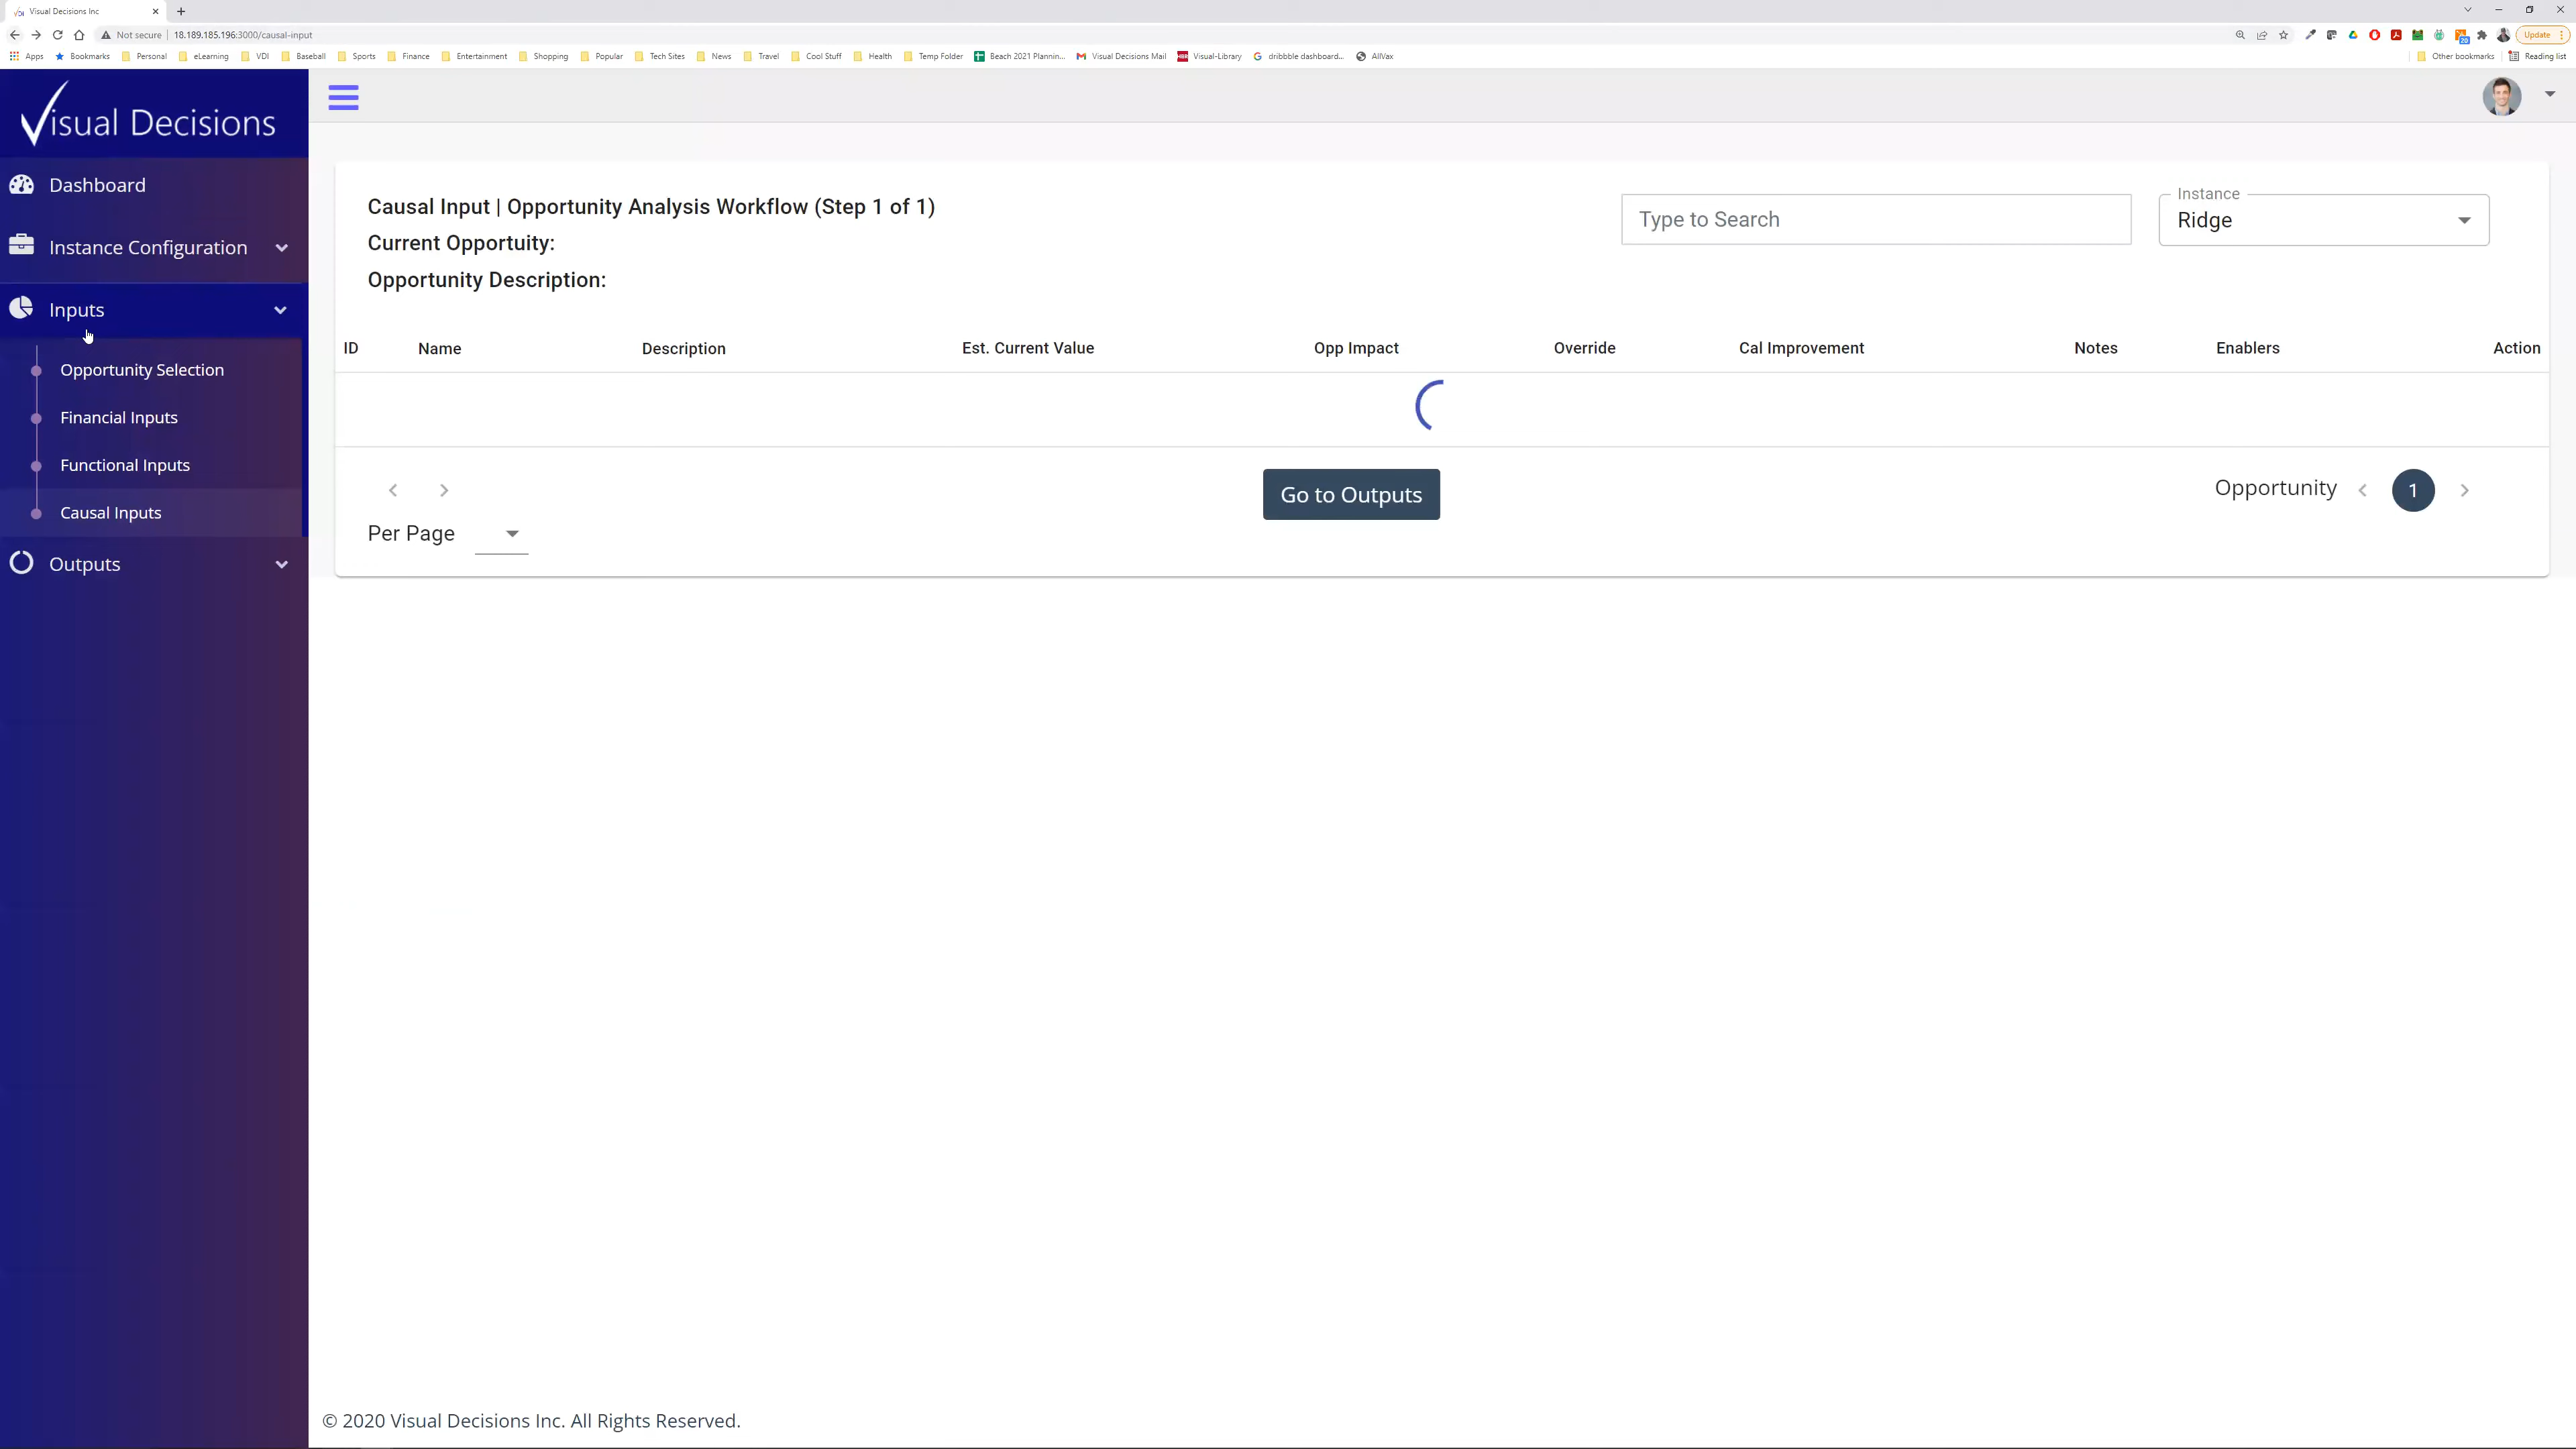 Visual Decisions Inc
Not secure | 18.189.185.196:3000/causal-input
Update
Apps Bookmarks Personal eLearning VDI Baseball Sports Finance Entertainment Shopping Popular Tech Sites News Travel Cool Stuff Health Temp Folder Beach 2021 Plannin... Visual Decisions Mail Visual-Library dribbble dashboard... AllVax Other bookmarks Reading list
Visual Decisions
Dashboard
Instance Configuration
Inputs
Opportunity Selection
Financial Inputs
Functional Inputs
Causal Inputs
Outputs
Causal Input | Opportunity Analysis Workflow (Step 1 of 1)
Current Opportunity:
Opportunity Description:
Type to Search
Instance
Ridge
ID Name Description Est. Current Value Opp Impact Override Cal Improvement Notes Enablers Action
Go to Outputs
Opportunity 1
Per Page
© 2020 Visual Decisions Inc. All Rights Reserved.